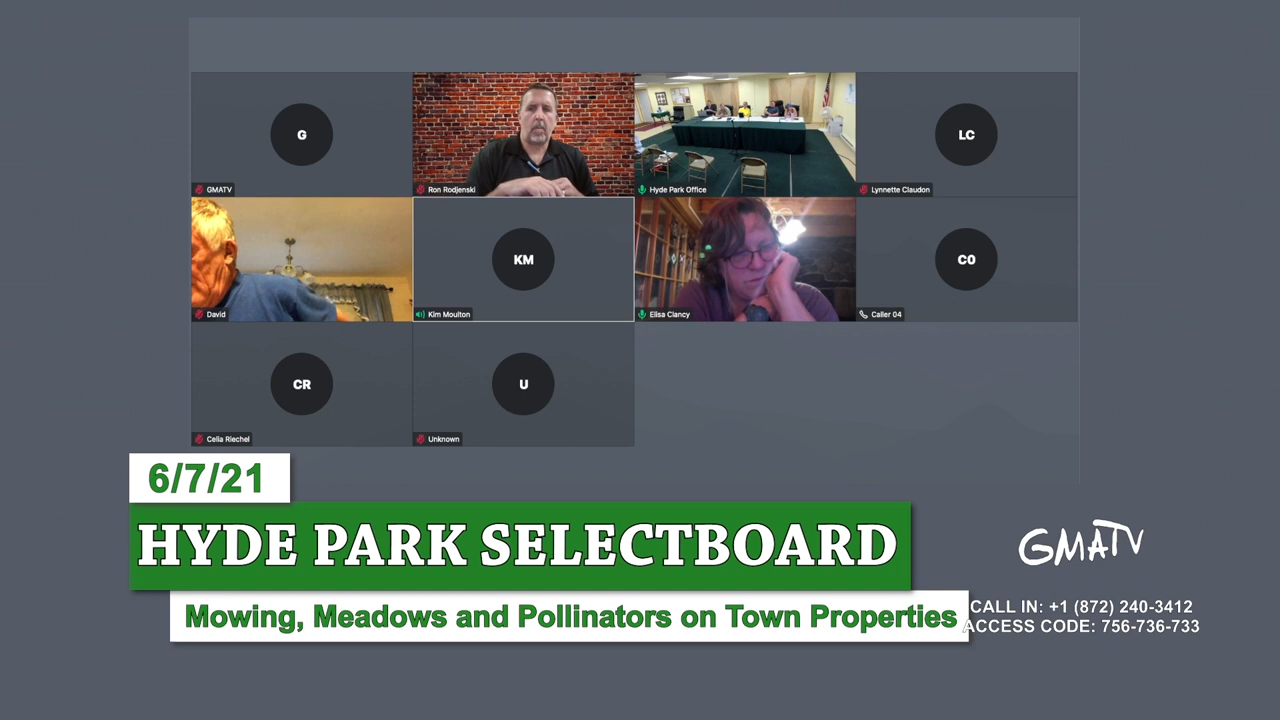 G
GMATV
Ron Rodjenski
Hyde Park Office
LC
Lynnette Claudon
David
KM
Kim Moulton
Elisa Clancy
C0
Caller 04
CR
Celia Riechel
U
Unknown
6/7/21
HYDE PARK SELECTBOARD
Mowing, Meadows and Pollinators on Town Properties
GMATV
CALL IN: +1 (872) 240-3412
ACCESS CODE: 756-736-733